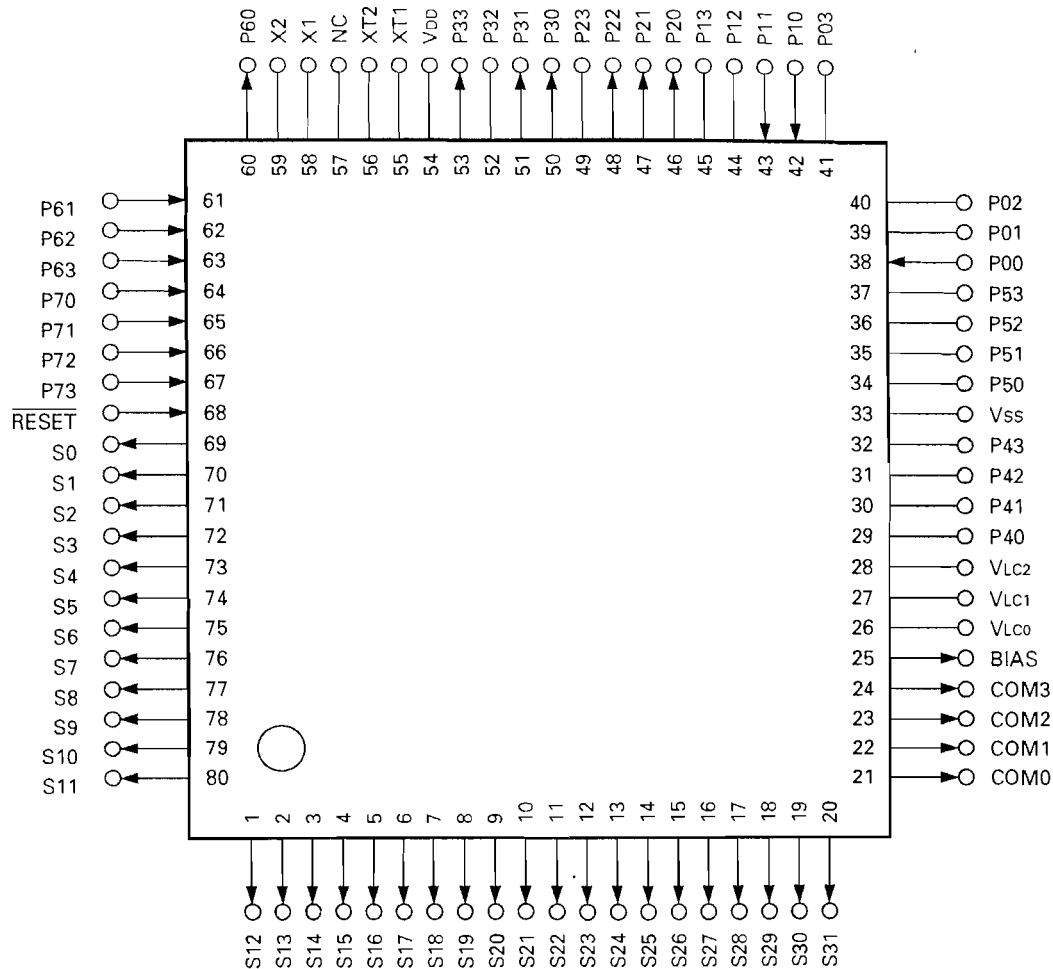 P60 X2 X1 NC XT2 XT1 VDD P33 P32 P31 P30 P23 P22 P21 P20 P13 P12 P11 P10 P03
60 59 58 57 56 55 54 53 52 51 50 49 48 47 46 45 44 43 42 41
P61 61 40 P02
P62 62 39 P01
P63 63 38 P00
P70 64 37 P53
P71 65 36 P52
P72 66 35 P51
P73 67 34 P50
RESET 68 33 VSS
S0 69 32 P43
S1 70 31 P42
S2 71 30 P41
S3 72 29 P40
S4 73 28 VLC2
S5 74 27 VLC1
S6 75 26 VLC0
S7 76 25 BIAS
S8 77 24 COM3
S9 78 23 COM2
S10 79 22 COM1
S11 80 21 COM0
1 2 3 4 5 6 7 8 9 10 11 12 13 14 15 16 17 18 19 20
S12 S13 S14 S15 S16 S17 S18 S19 S20 S21 S22 S23 S24 S25 S26 S27 S28 S29 S30 S31